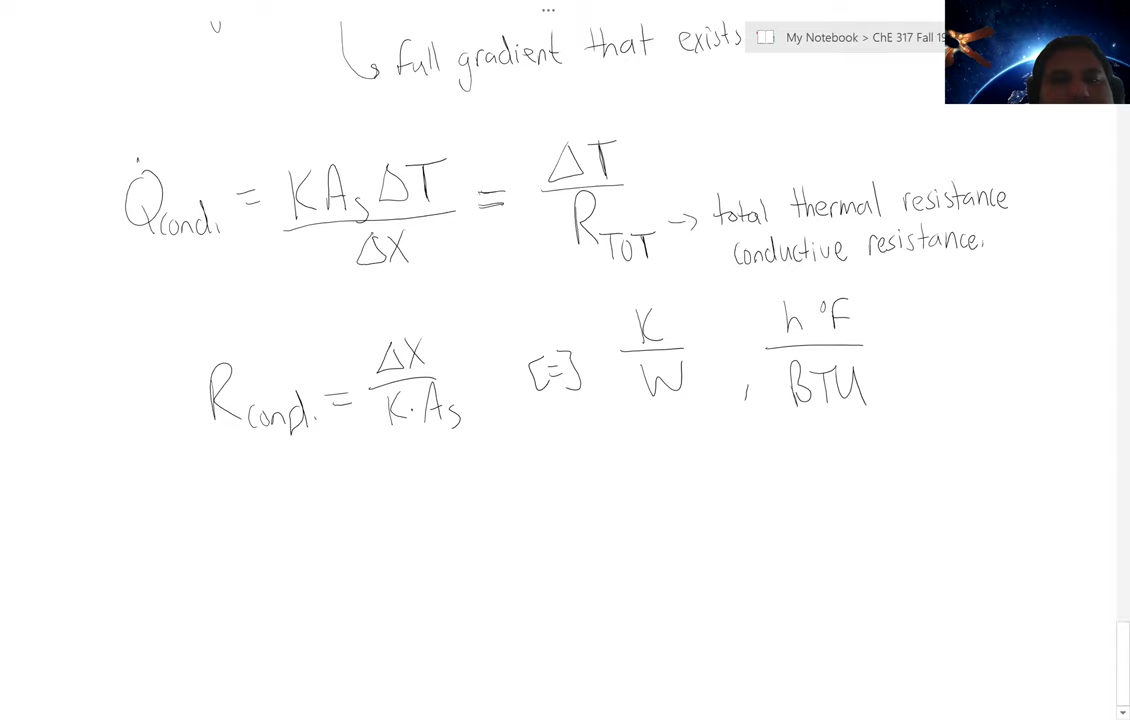 My Notebook > ChE 317 Fall 19
full gradient that exists
Q̇cond. = KAsΔT / ΔX = ΔT / RTOT → total thermal resistance
conductive resistance.
Rcond. = ΔX / K·As [=] K / W , h °F / BTU